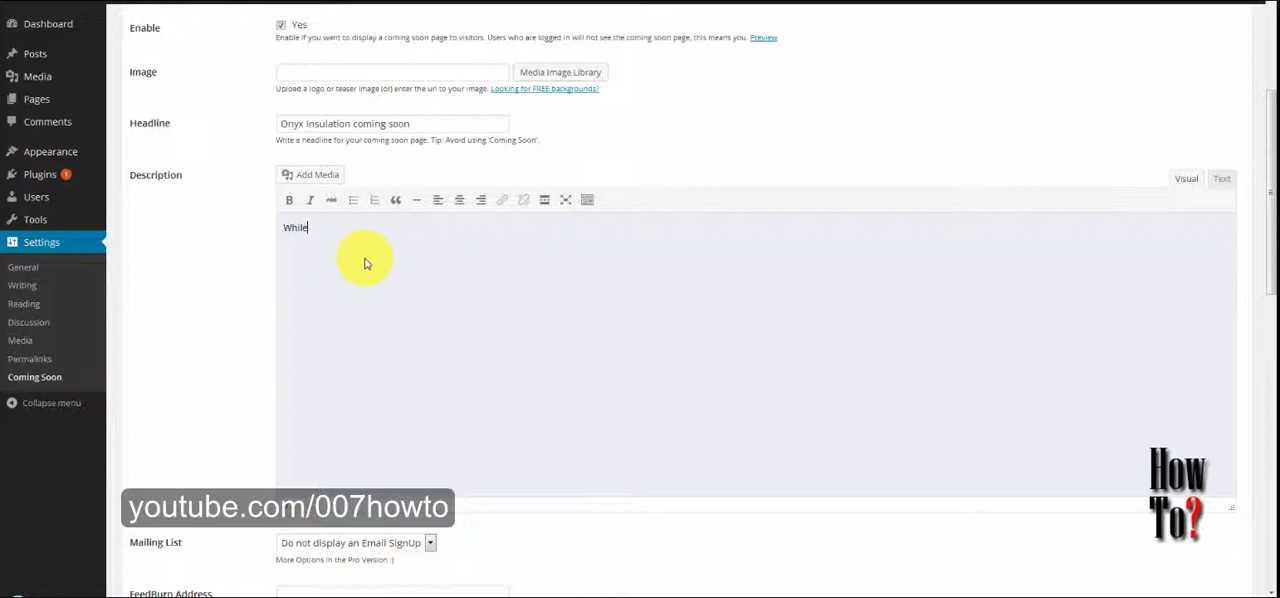 Dashboard
Posts
Media
Pages
Comments
Appearance
Plugins 1
Users
Tools
Settings
General
Writing
Reading
Discussion
Media
Permalinks
Coming Soon
Collapse menu
Enable
Yes
Enable if you want to display a coming soon page to visitors. Users who are logged in will not see the coming soon page, this means you. Preview
Image
Media Image Library
Upload a logo or teaser image (or) enter the url to your image. Looking for FREE backgrounds?
Headline
Onyx Insulation coming soon
Write a headline for your coming soon page. Tip: Avoid using 'Coming Soon'.
Description
Add Media
Visual Text
B I ABC
While
youtube.com/007howto
How
To?
Mailing List
Do not display an Email SignUp
More Options in the Pro Version :)
FeedBurn Address